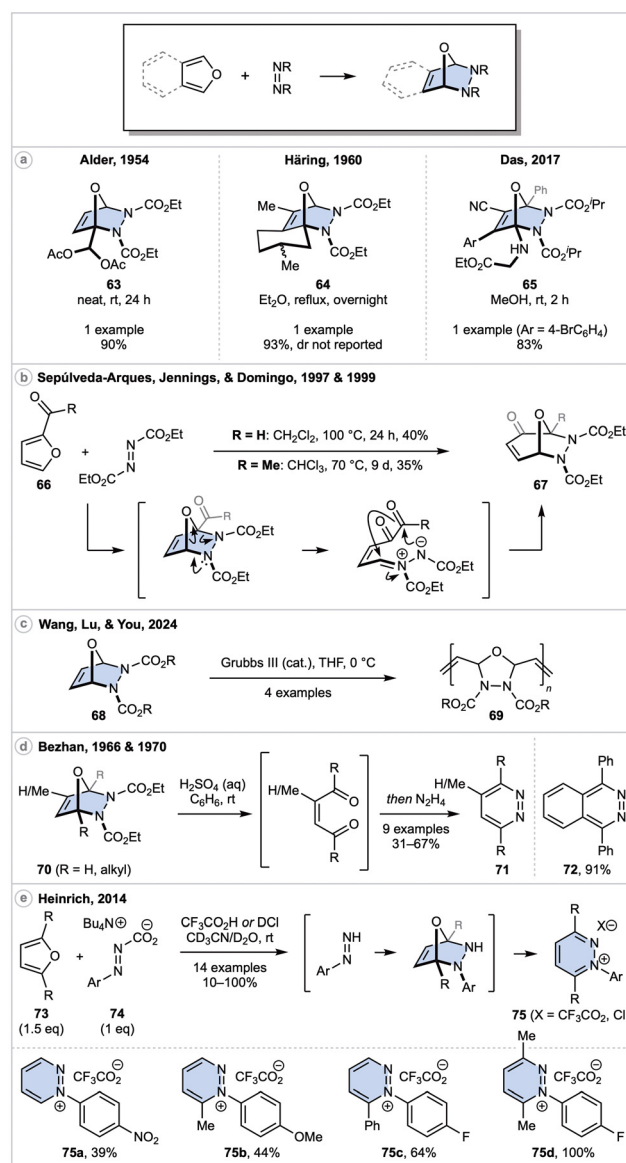 O
O
NR
NR
+
NR
NR
a
Alder, 1954
Häring, 1960
Das, 2017
O
N
CO₂Et
N
CO₂Et
AcO
OAc
63
neat, rt, 24 h
1 example
90%
Me
O
N
CO₂Et
N
CO₂Et
Me
64
Et₂O, reflux, overnight
1 example
93%, dr not reported
NC
O
Ph
N
CO₂ⁱPr
N
CO₂ⁱPr
Ar
HN
EtO₂C
65
MeOH, rt, 2 h
1 example (Ar = 4-BrC₆H₄)
83%
b
Sepúlveda-Arques, Jennings, & Domingo, 1997 & 1999
O
R
O
66
+
N
CO₂Et
N
EtO₂C
R = H: CH₂Cl₂, 100 °C, 24 h, 40%
R = Me: CHCl₃, 70 °C, 9 d, 35%
O
O
R
N
CO₂Et
N
CO₂Et
67
O
O
R
N
CO₂Et
N
CO₂Et
O
O
R
N
+
N
−
CO₂Et
CO₂Et
c
Wang, Lu, & You, 2024
O
N
CO₂R
N
CO₂R
68
Grubbs III (cat.), THF, 0 °C
4 examples
O
N
N
RO₂C
CO₂R
n
69
d
Bezhan, 1966 & 1970
H/Me
O
R
N
CO₂Et
N
CO₂Et
R
70 (R = H, alkyl)
H₂SO₄ (aq)
C₆H₆, rt
R
H/Me
O
O
R
then N₂H₄
9 examples
31–67%
R
H/Me
N
N
R
71
Ph
N
N
Ph
72, 91%
e
Heinrich, 2014
R
O
R
73
(1.5 eq)
+
Bu₄N⊕
CO₂⊖
N
N
Ar
74
(1 eq)
CF₃CO₂H or DCl
CD₃CN/D₂O, rt
14 examples
10–100%
NH
N
Ar
O
R
NH
N
Ar
R
R
X⊖
N
N
⊕
Ar
R
75 (X = CF₃CO₂, Cl
N
N
⊕
CF₃CO₂⊖
NO₂
75a, 39%
N
N
⊕
CF₃CO₂⊖
Me
OMe
75b, 44%
N
N
⊕
CF₃CO₂⊖
Ph
F
75c, 64%
Me
N
N
⊕
CF₃CO₂⊖
Me
F
75d, 100%